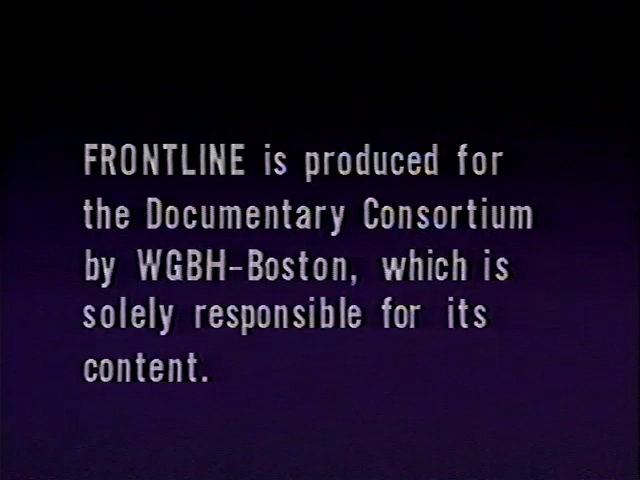 FRONTLINE is produced for
the Documentary Consortium
by WGBH-Boston, which is
solely responsible for its
content.